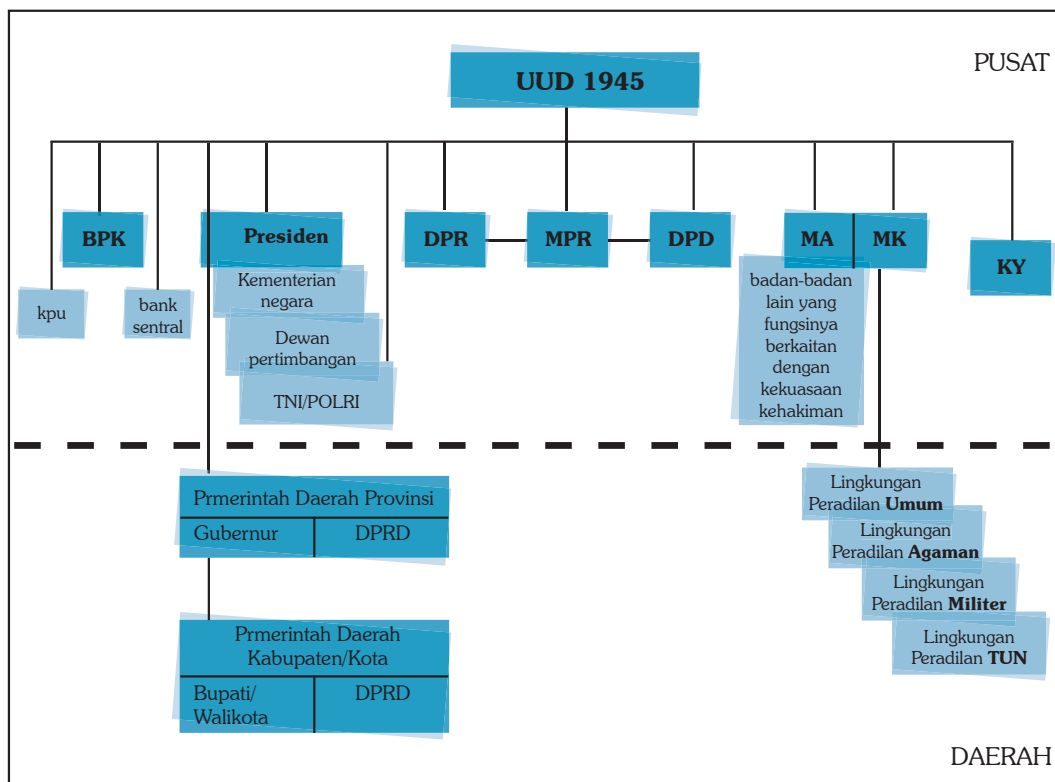 PUSAT
UUD 1945
BPK
Presiden
DPR
MPR
DPD
MA
MK
KY
kpu
bank
sentral
Kementerian
negara
Dewan
pertimbangan
TNI/POLRI
badan-badan
lain yang
fungsinya
berkaitan
dengan
kekuasaan
kehakiman
Prmerintah Daerah Provinsi
Gubernur
DPRD
Prmerintah Daerah
Kabupaten/Kota
Bupati/
Walikota
DPRD
Lingkungan
Peradilan Umum
Lingkungan
Peradilan Agaman
Lingkungan
Peradilan Militer
Lingkungan
Peradilan TUN
DAERAH